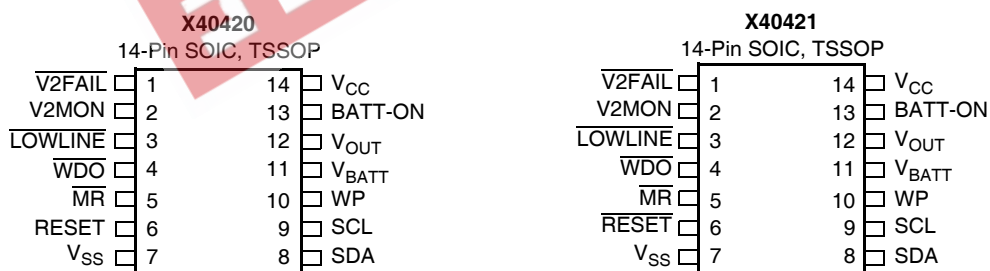 X40420
14-Pin SOIC, TSSOP
V2FAIL 1 14 VCC
V2MON 2 13 BATT-ON
LOWLINE 3 12 VOUT
WDO 4 11 VBATT
MR 5 10 WP
RESET 6 9 SCL
VSS 7 8 SDA
X40421
14-Pin SOIC, TSSOP
V2FAIL 1 14 VCC
V2MON 2 13 BATT-ON
LOWLINE 3 12 VOUT
WDO 4 11 VBATT
MR 5 10 WP
RESET 6 9 SCL
VSS 7 8 SDA